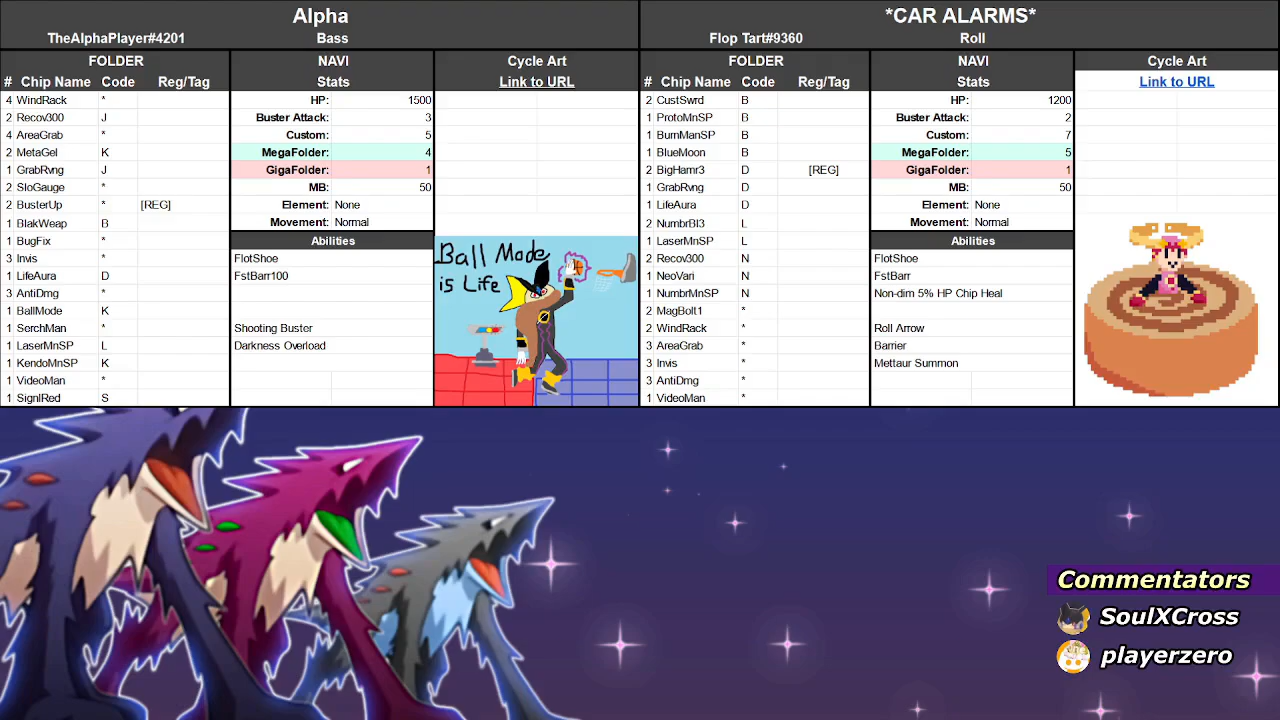 Alpha
TheAlphaPlayer#4201 Bass
FOLDER NAVI Cycle Art
# Chip Name Code Reg/Tag Stats Link to URL
4 WindRack * HP: 1500
2 Recov300 J Buster Attack: 3
4 AreaGrab * Custom: 5
2 MetaGel K MegaFolder: 4
1 GrabRvng J GigaFolder: 1
2 SloGauge * MB: 50
2 BusterUp * [REG] Element: None
1 BlakWeap B Movement: Normal
1 BugFix * Abilities
3 Invis * FlotShoe
1 LifeAura D FstBarr100
3 AntiDmg *
1 BallMode K
1 SerchMan * Shooting Buster
1 LaserMnSP L Darkness Overload
1 KendoMnSP K
1 VideoMan *
1 SignlRed S
Ball Mode
is Life
*CAR ALARMS*
Flop Tart#9360 Roll
FOLDER NAVI Cycle Art
# Chip Name Code Reg/Tag Stats Link to URL
2 CustSwrd B HP: 1200
1 ProtoMnSP B Buster Attack: 2
1 BurnManSP B Custom: 7
1 BlueMoon B MegaFolder: 5
2 BigHamr3 D [REG] GigaFolder: 1
1 GrabRvng D MB: 50
1 LifeAura D Element: None
2 NumbrBl3 L Movement: Normal
1 LaserMnSP L Abilities
2 Recov300 N FlotShoe
1 NeoVari N FstBarr
1 NumbrMnSP N Non-dim 5% HP Chip Heal
2 MagBolt1 *
2 WindRack * Roll Arrow
3 AreaGrab * Barrier
3 Invis * Mettaur Summon
3 AntiDmg *
1 VideoMan *
Commentators
SoulXCross
playerzero